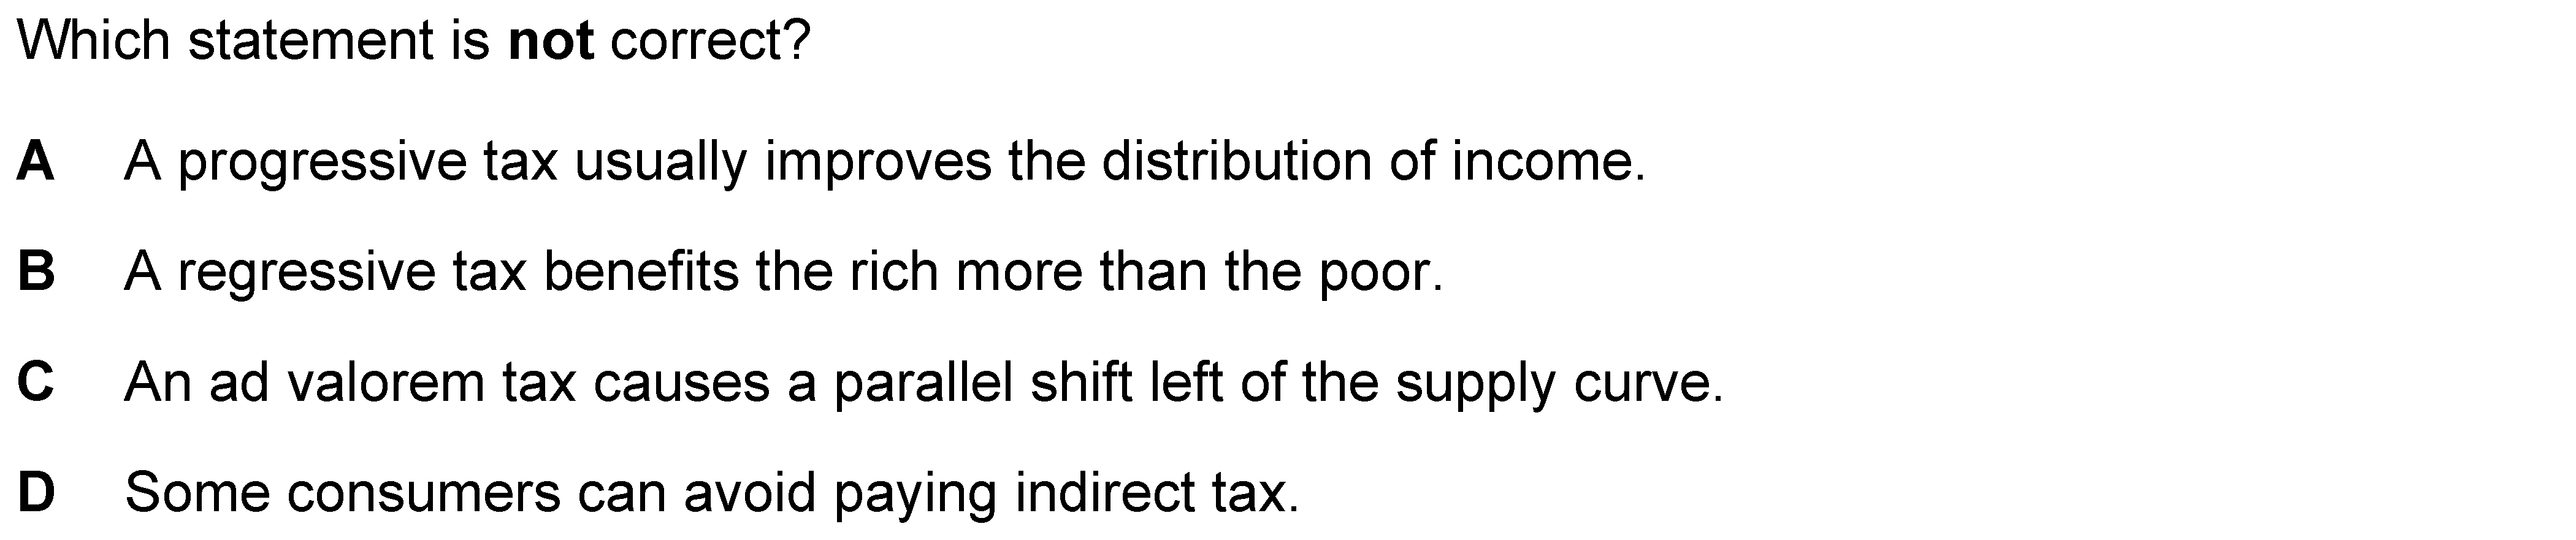 Which statement is not correct?
A A progressive tax usually improves the distribution of income.
B A regressive tax benefits the rich more than the poor.
C An ad valorem tax causes a parallel shift left of the supply curve.
D Some consumers can avoid paying indirect tax.